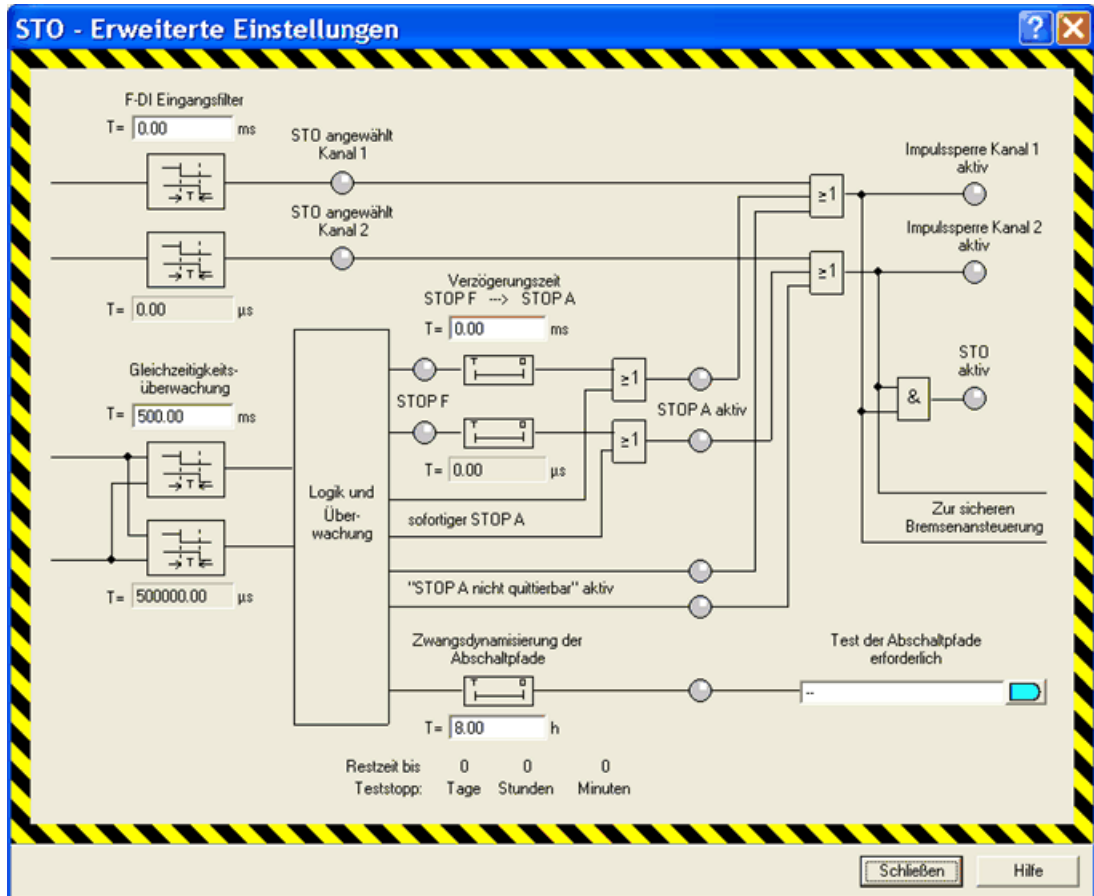 STO - Erweiterte Einstellungen
F-DI Eingangsfilter
T= 0.00 ms
STO angewählt
Kanal 1
Impulssperre Kanal 1
aktiv
→T←
≥1
STO angewählt
Kanal 2
Impulssperre Kanal 2
aktiv
→T←
≥1
T= 0.00 µs
Verzögerungszeit
STOP F ---> STOP A
T= 0.00 ms
Gleichzeitigkeits-
überwachung
T= 500.00 ms
T 0
≥1
STO
aktiv
&
STOP F
STOP A aktiv
T 0
≥1
T= 0.00 µs
→T←
Logik und
Über-
wachung
sofortiger STOP A
Zur sicheren
Bremsenansteuerung
→T←
T= 500000.00 µs
"STOP A nicht quittierbar" aktiv
Zwangsdynamisierung der
Abschaltpfade
Test der Abschaltpfade
erforderlich
T 0
--
T= 8.00 h
Restzeit bis 0 0 0
Teststopp: Tage Stunden Minuten
Schließen Hilfe